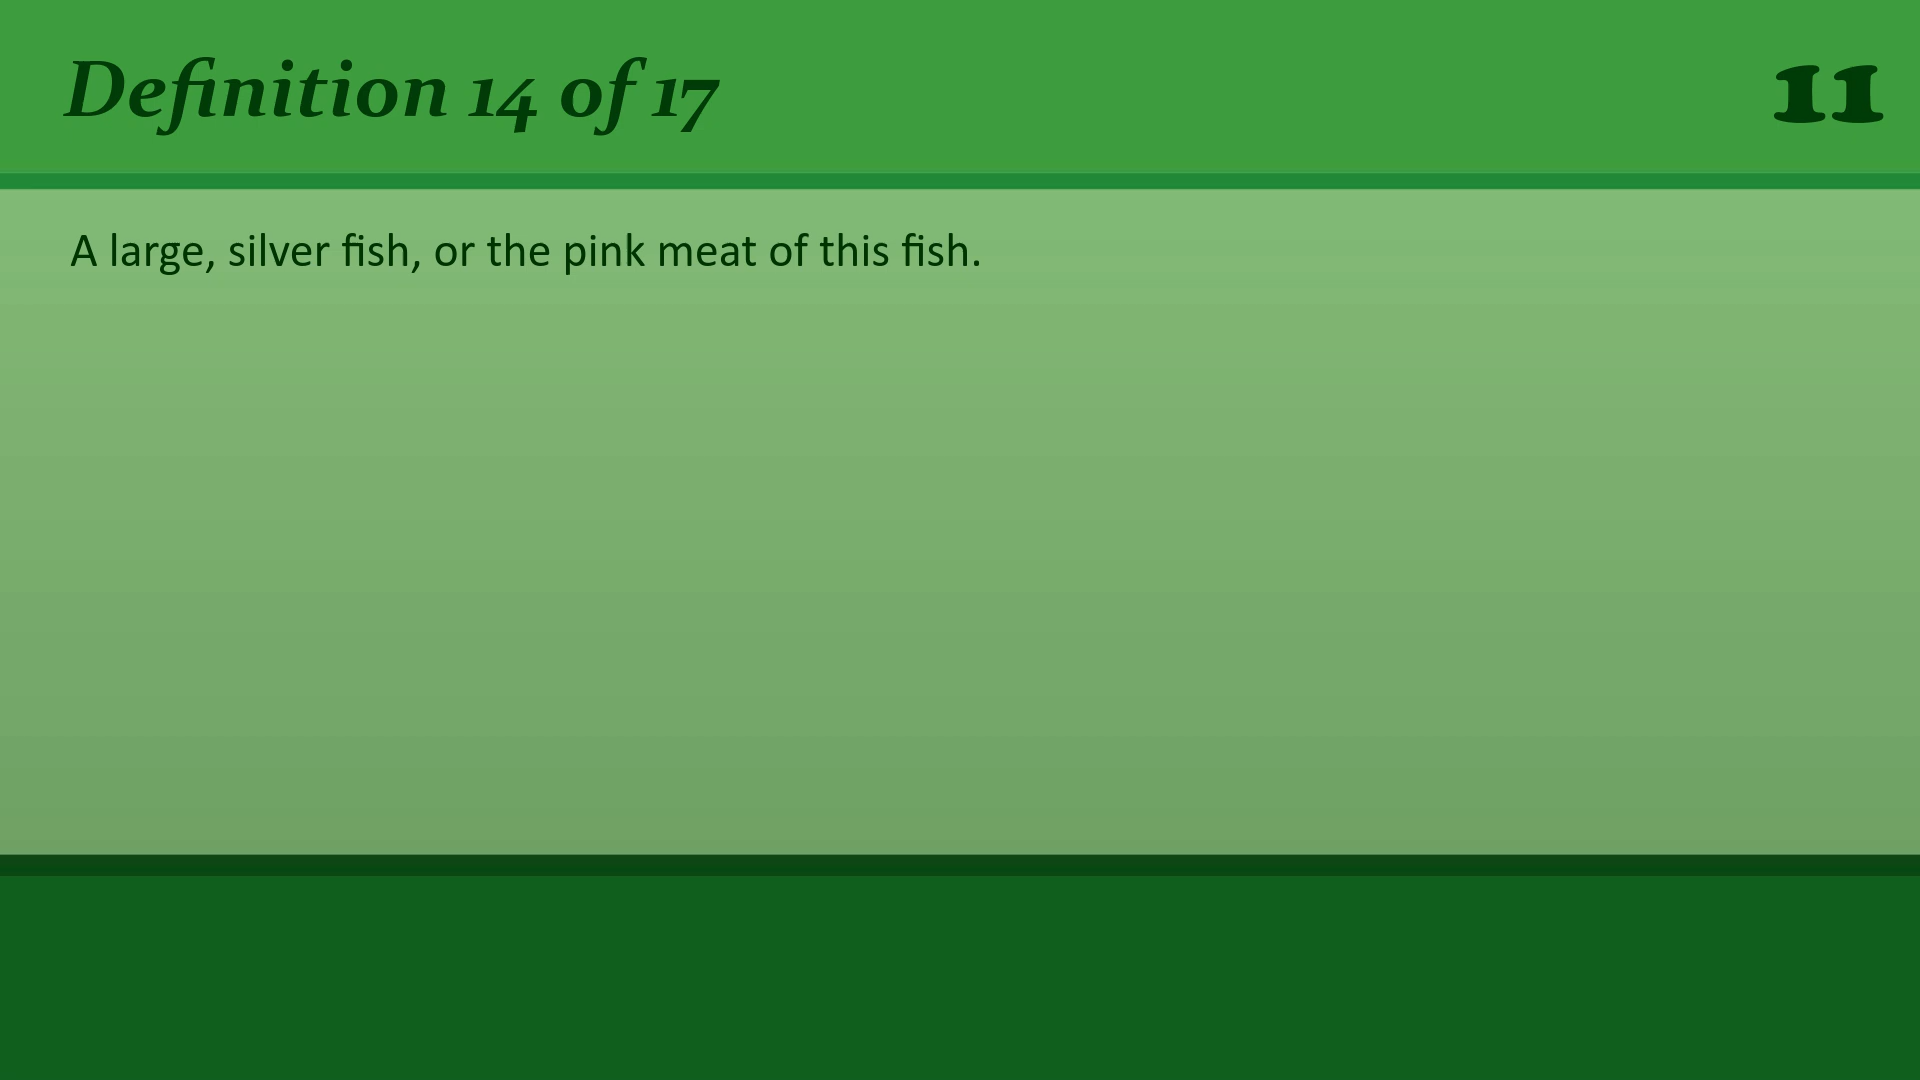 Definition 14 of 17
11
A large, silver fish, or the pink meat of this fish.